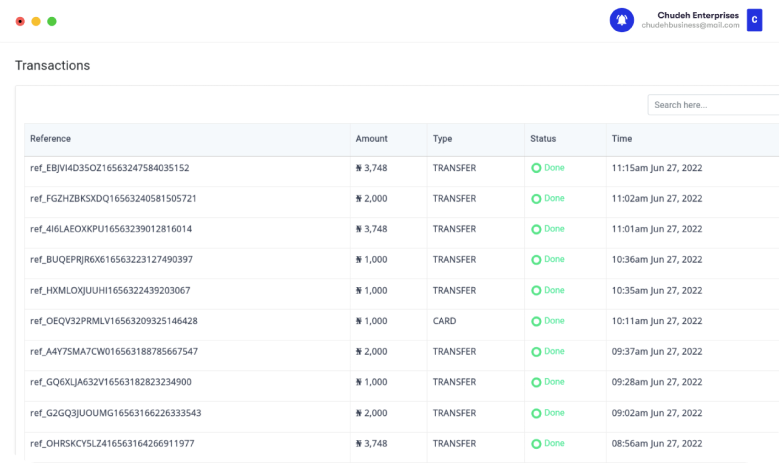 Chudeh Enterprises
chudehbusiness@mail.com
C
Transactions
Search here...
Reference Amount Type Status Time
ref_EBJVI4D35OZ16563247584035152 ₦ 3,748 TRANSFER Done 11:15am Jun 27, 2022
ref_FGZHZBKSXDQ16563240581505721 ₦ 2,000 TRANSFER Done 11:02am Jun 27, 2022
ref_4I6LAEOXKPU16563239012816014 ₦ 3,748 TRANSFER Done 11:01am Jun 27, 2022
ref_BUQEPRJR6X616563223127490397 ₦ 1,000 TRANSFER Done 10:36am Jun 27, 2022
ref_HXMLOXJUUHI1656322439203067 ₦ 1,000 TRANSFER Done 10:35am Jun 27, 2022
ref_OEQV32PRMLV16563209325146428 ₦ 1,000 CARD Done 10:11am Jun 27, 2022
ref_A4Y7SMA7CW016563188785667547 ₦ 2,000 TRANSFER Done 09:37am Jun 27, 2022
ref_GQ6XLJA632V16563182823234900 ₦ 1,000 TRANSFER Done 09:28am Jun 27, 2022
ref_G2GQ3JUOUMG16563166226333543 ₦ 2,000 TRANSFER Done 09:02am Jun 27, 2022
ref_OHRSKCY5LZ416563164266911977 ₦ 3,748 TRANSFER Done 08:56am Jun 27, 2022